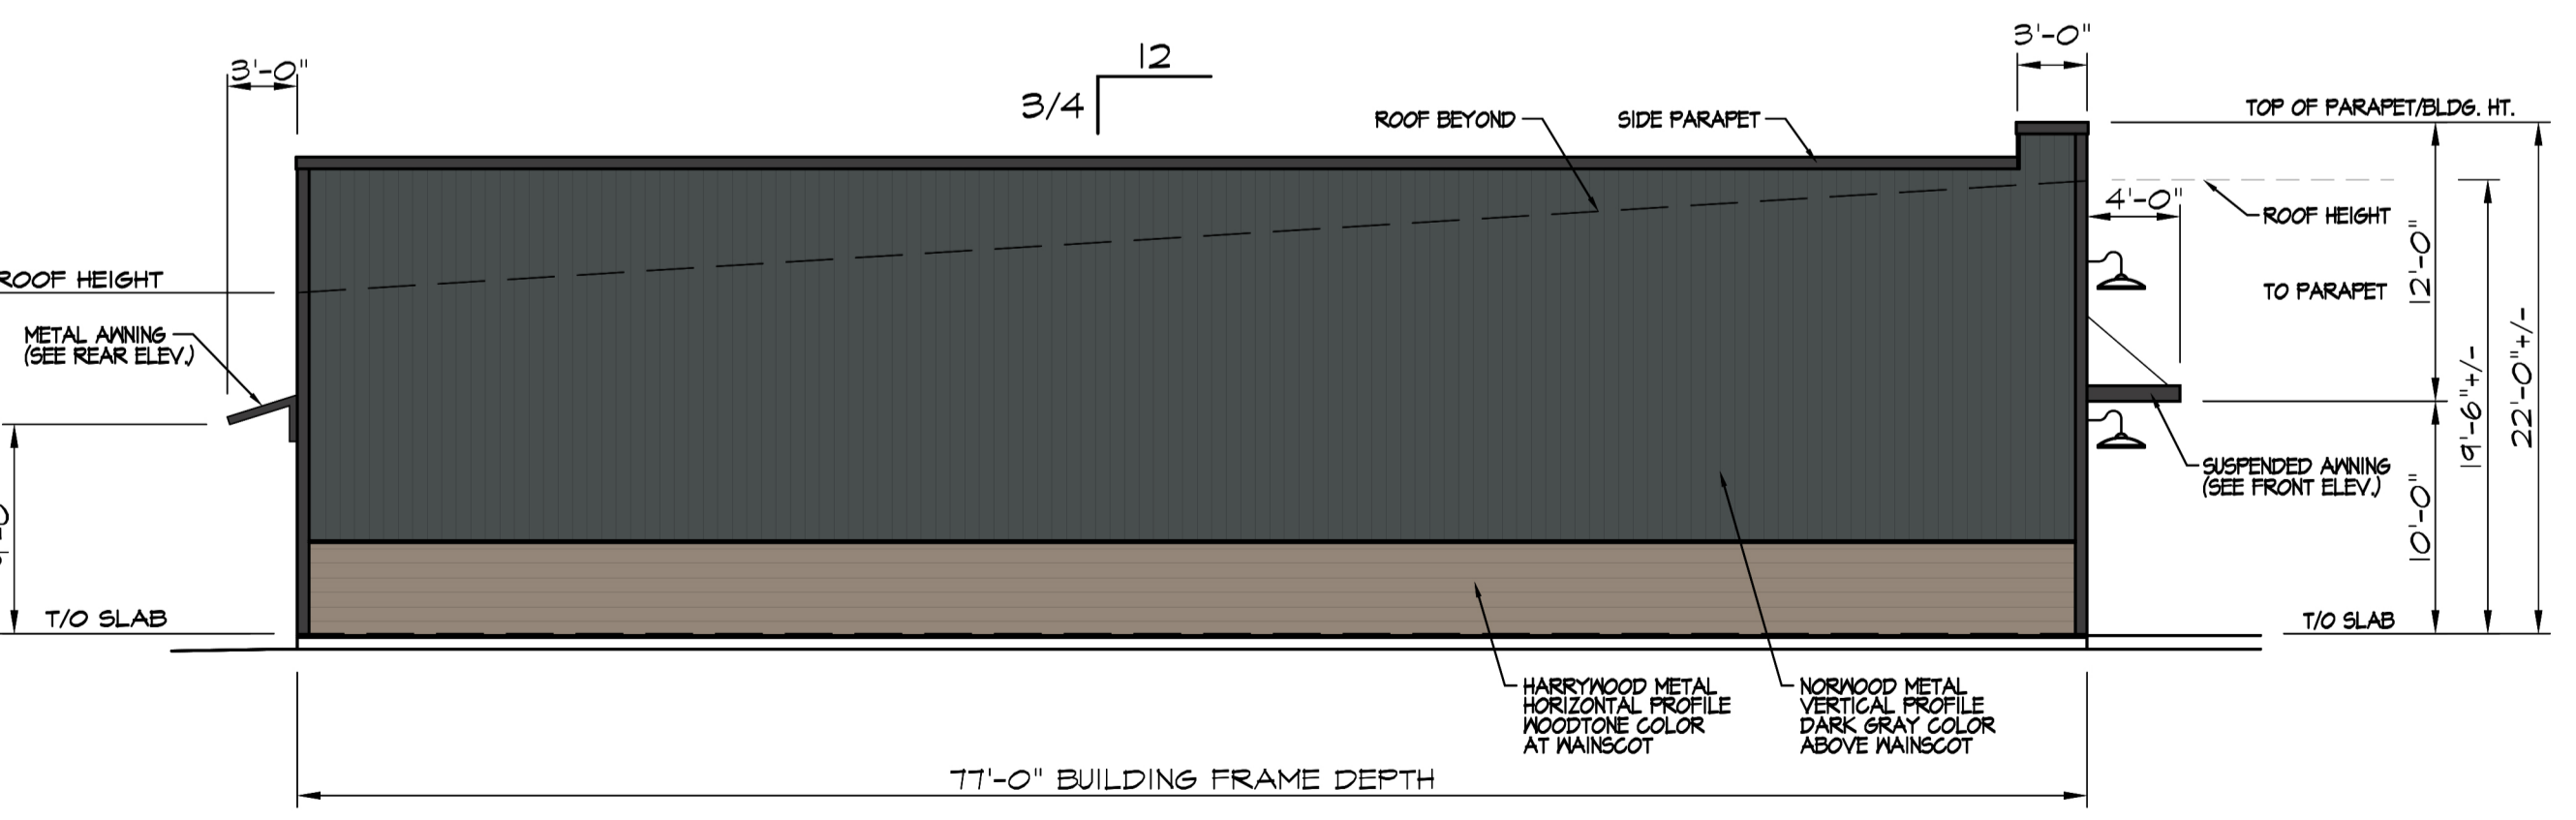 3'-0"
12
3/4
3'-0"
ROOF BEYOND
SIDE PARAPET
TOP OF PARAPET/BLDG. HT.
4'-0"
ROOF HEIGHT
TO PARAPET
12'-0"
ROOF HEIGHT
METAL AWNING
(SEE REAR ELEV.)
19'-6"+/-
22'-0"+/-
SUSPENDED AWNING
(SEE FRONT ELEV.)
10'-0"
T/O SLAB
T/O SLAB
HARRYWOOD METAL
HORIZONTAL PROFILE
WOODTONE COLOR
AT WAINSCOT
NORWOOD METAL
VERTICAL PROFILE
DARK GRAY COLOR
ABOVE WAINSCOT
77'-0" BUILDING FRAME DEPTH